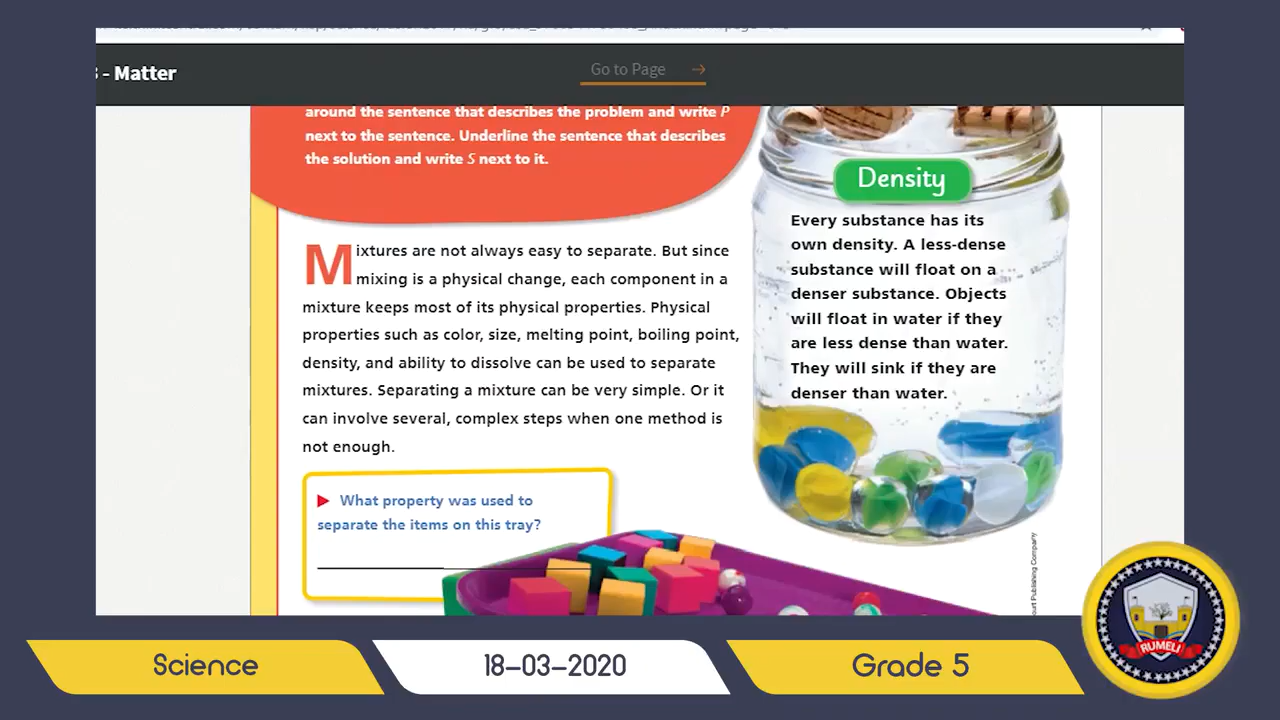 - Matter
Go to Page →
around the sentence that describes the problem and write P
next to the sentence. Underline the sentence that describes
the solution and write S next to it.
Mixtures are not always easy to separate. But since
mixing is a physical change, each component in a
mixture keeps most of its physical properties. Physical
properties such as color, size, melting point, boiling point,
density, and ability to dissolve can be used to separate
mixtures. Separating a mixture can be very simple. Or it
can involve several, complex steps when one method is
not enough.
▶ What property was used to
separate the items on this tray?
Density
Every substance has its
own density. A less-dense
substance will float on a
denser substance. Objects
will float in water if they
are less dense than water.
They will sink if they are
denser than water.
Publishing Company
Science
18-03-2020
Grade 5
RUMELI